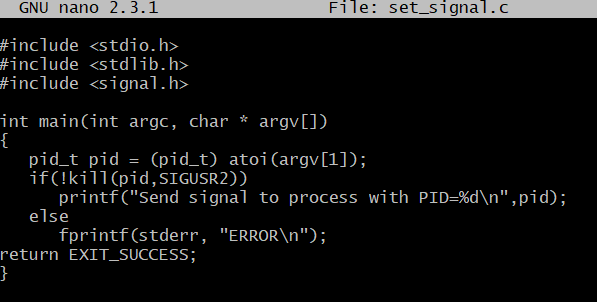 GNU nano 2.3.1 File: set_signal.c
#include <stdio.h>
#include <stdlib.h>
#include <signal.h>
int main(int argc, char * argv[])
{
   pid_t pid = (pid_t) atoi(argv[1]);
   if(!kill(pid,SIGUSR2))
      printf("Send signal to process with PID=%d\n",pid);
   else
      fprintf(stderr, "ERROR\n");
return EXIT_SUCCESS;
}